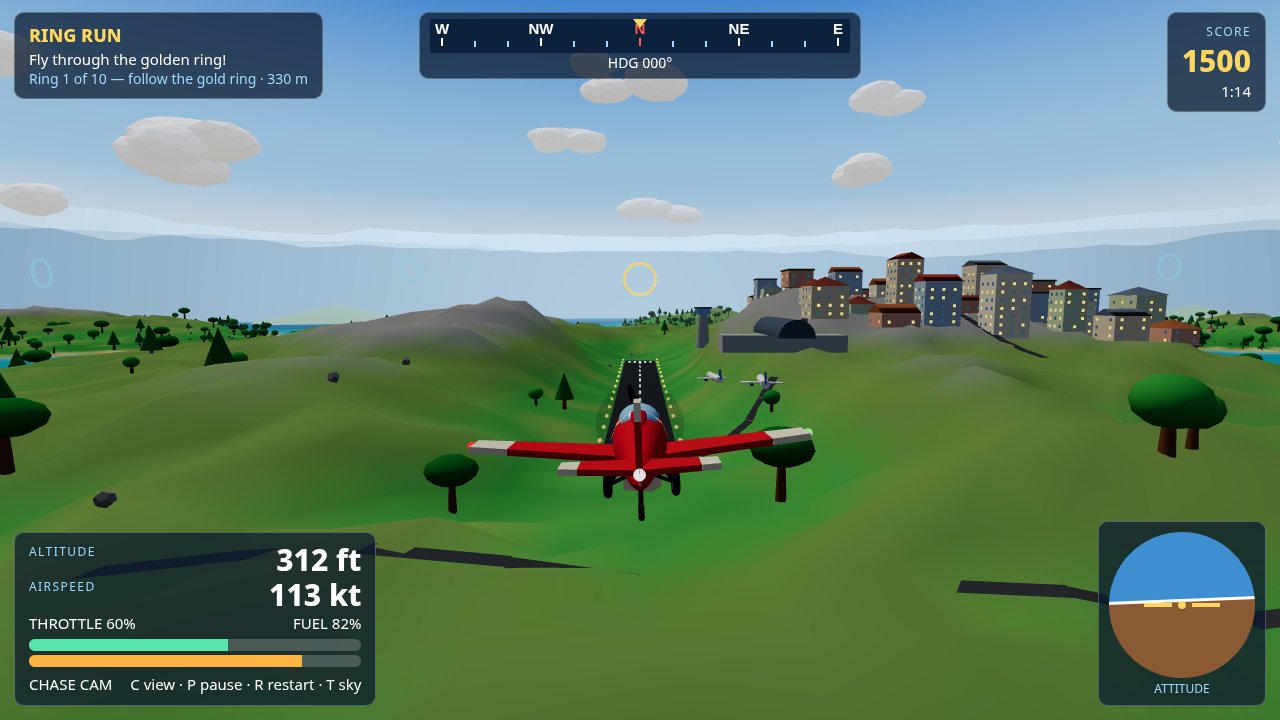 RING RUN
Fly through the golden ring!
Ring 1 of 10 — follow the gold ring · 330 m
W NW N NE E
HDG 000°
SCORE
1500
1:14
ALTITUDE 312 ft
AIRSPEED 113 kt
THROTTLE 60% FUEL 82%
CHASE CAM C view · P pause · R restart · T sky
ATTITUDE